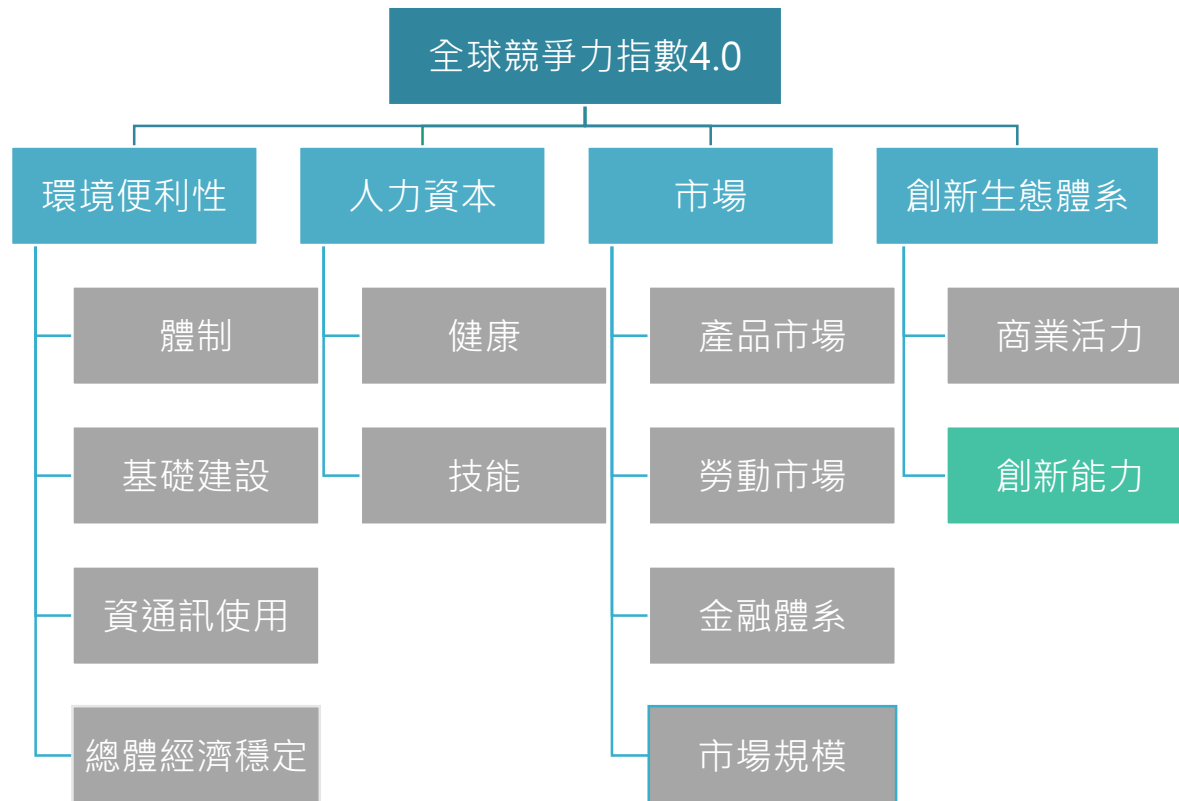 全球競爭力指數4.0
環境便利性
人力資本
市場
創新生態體系
體制
健康
產品市場
商業活力
基礎建設
技能
勞動市場
創新能力
資通訊使用
金融體系
總體經濟穩定
市場規模